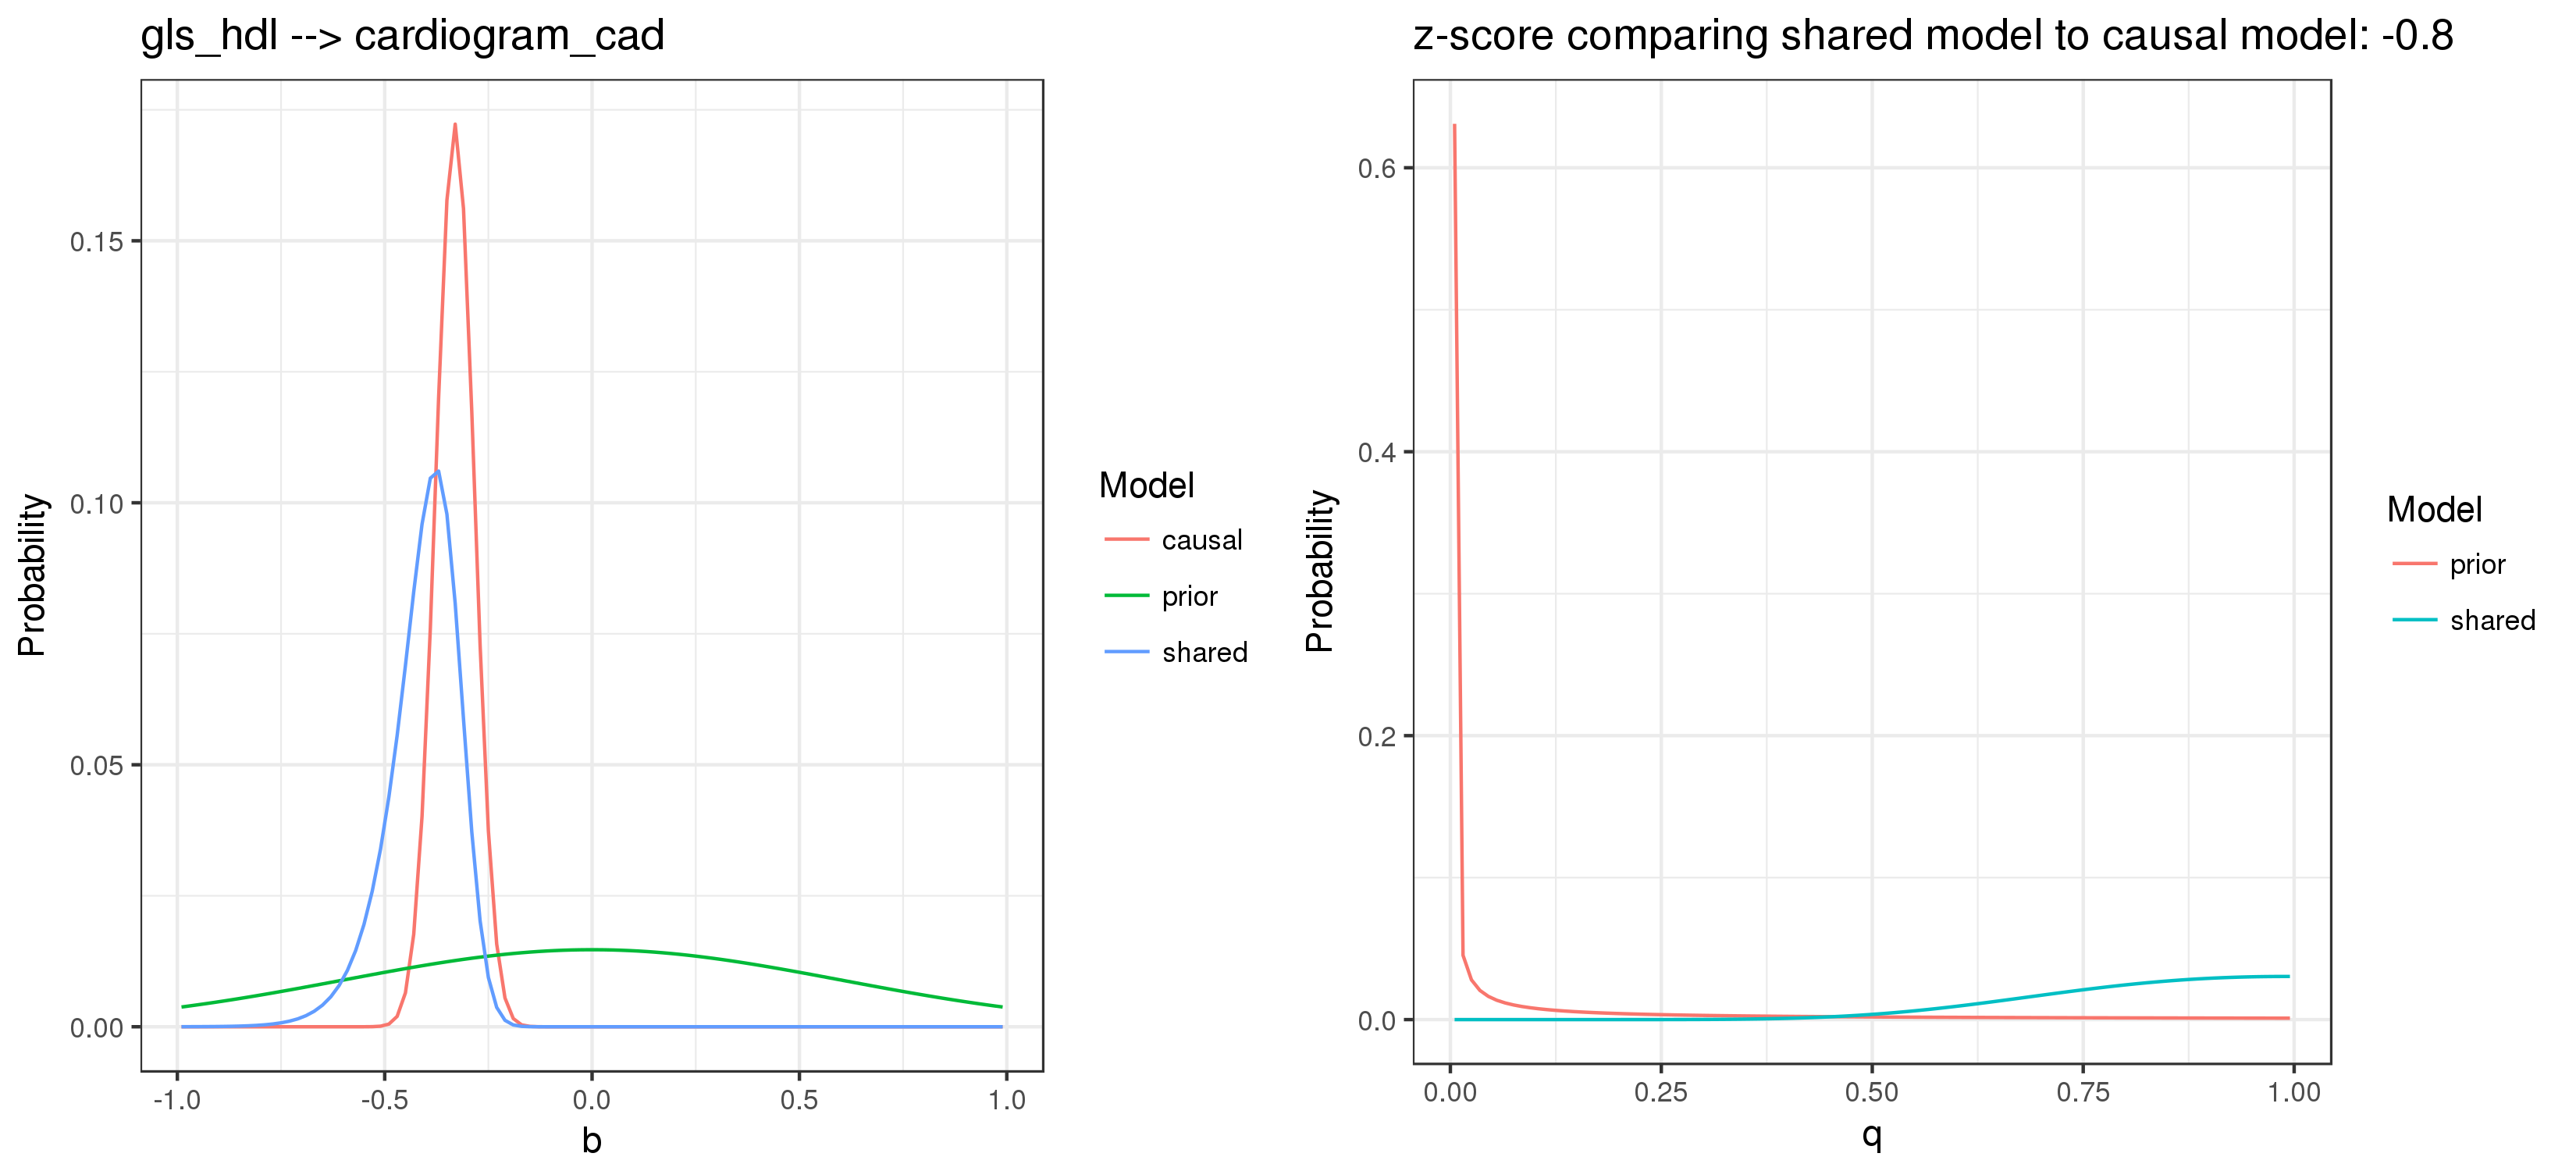 gls_hdl --> cardiogram_cad
Probability
0.15
0.10
0.05
0.00
-1.0 -0.5 0.0 0.5 1.0
b
Model
causal
prior
shared
z-score comparing shared model to causal model: -0.8
Probability
0.6
0.4
0.2
0.0
0.00 0.25 0.50 0.75 1.00
q
Model
prior
shared